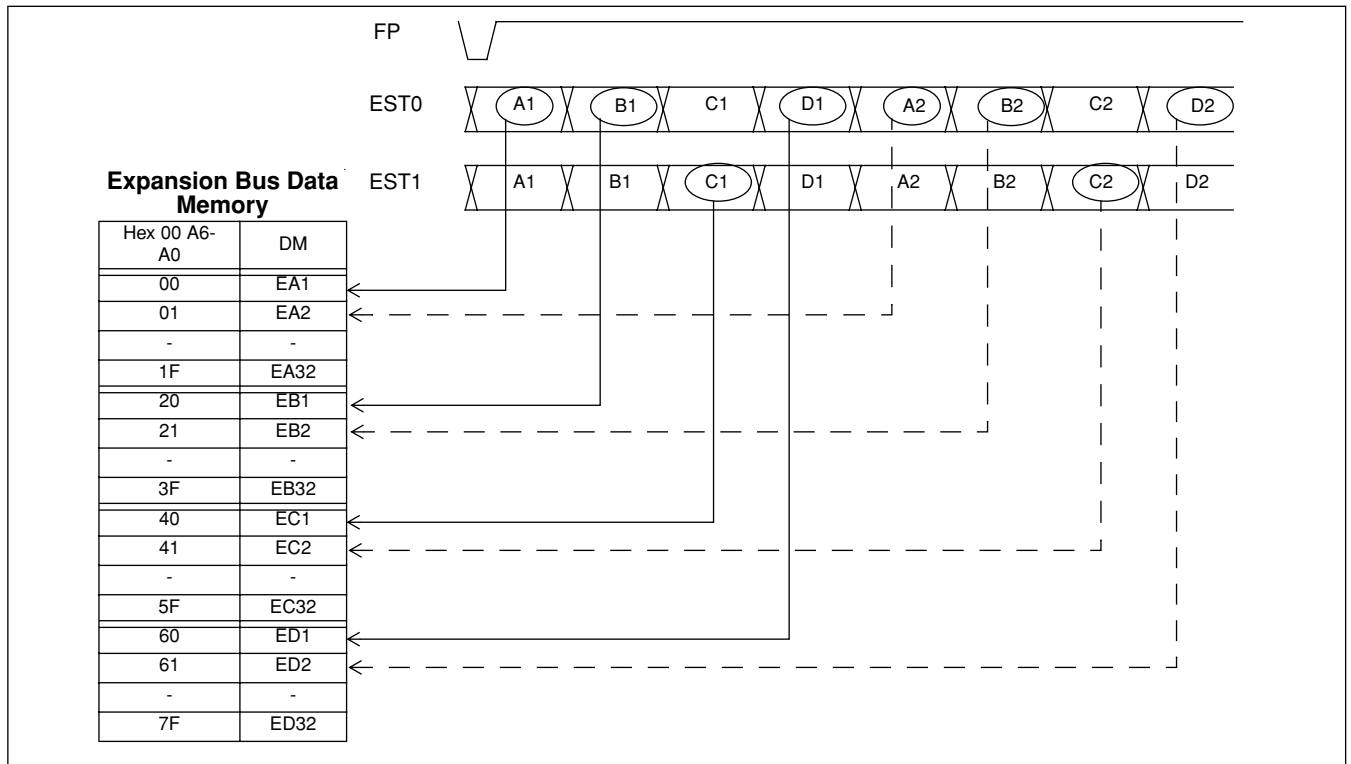 FP
EST0 A1 B1 C1 D1 A2 B2 C2 D2
EST1 A1 B1 C1 D1 A2 B2 C2 D2
Expansion Bus Data
Memory
Hex 00 A6-
A0 DM
00 EA1
01 EA2
- -
1F EA32
20 EB1
21 EB2
- -
3F EB32
40 EC1
41 EC2
- -
5F EC32
60 ED1
61 ED2
- -
7F ED32